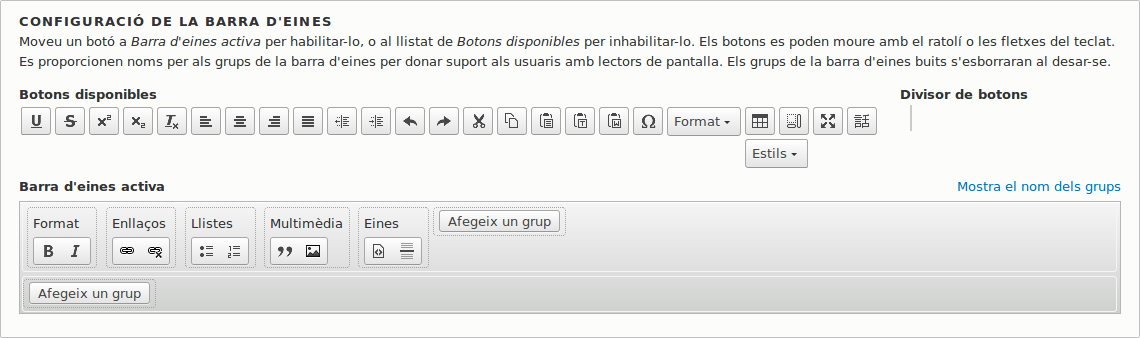 CONFIGURACIÓ DE LA BARRA D'EINES
Moveu un botó a Barra d'eines activa per habilitar-lo, o al llistat de Botons disponibles per inhabilitar-lo. Els botons es poden moure amb el ratolí o les fletxes del teclat.
Es proporcionen noms per als grups de la barra d'eines per donar suport als usuaris amb lectors de pantalla. Els grups de la barra d'eines buits s'esborraran al desar-se.
Botons disponibles
Divisor de botons
Format
Estils
Barra d'eines activa
Mostra el nom dels grups
Format Enllaços Llistes Multimèdia Eines Afegeix un grup
Afegeix un grup